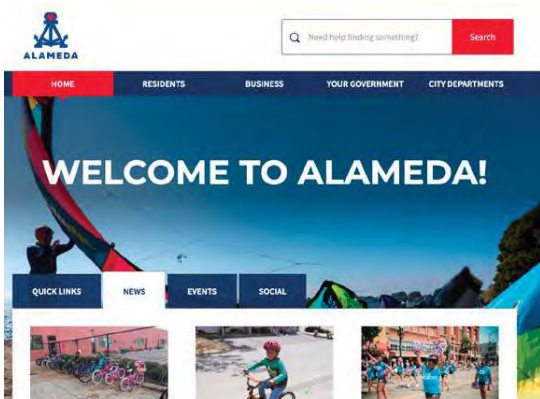 ALAMEDA
Need help finding something?
Search
HOME
RESIDENTS
BUSINESS
YOUR GOVERNMENT
CITY DEPARTMENTS
WELCOME TO ALAMEDA!
QUICK LINKS
NEWS
EVENTS
SOCIAL